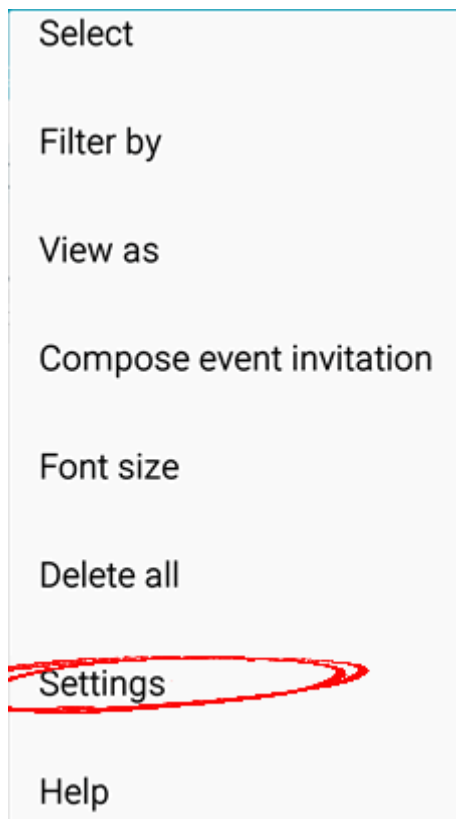 Select
Filter by
View as
Compose event invitation
Font size
Delete all
Settings
Help